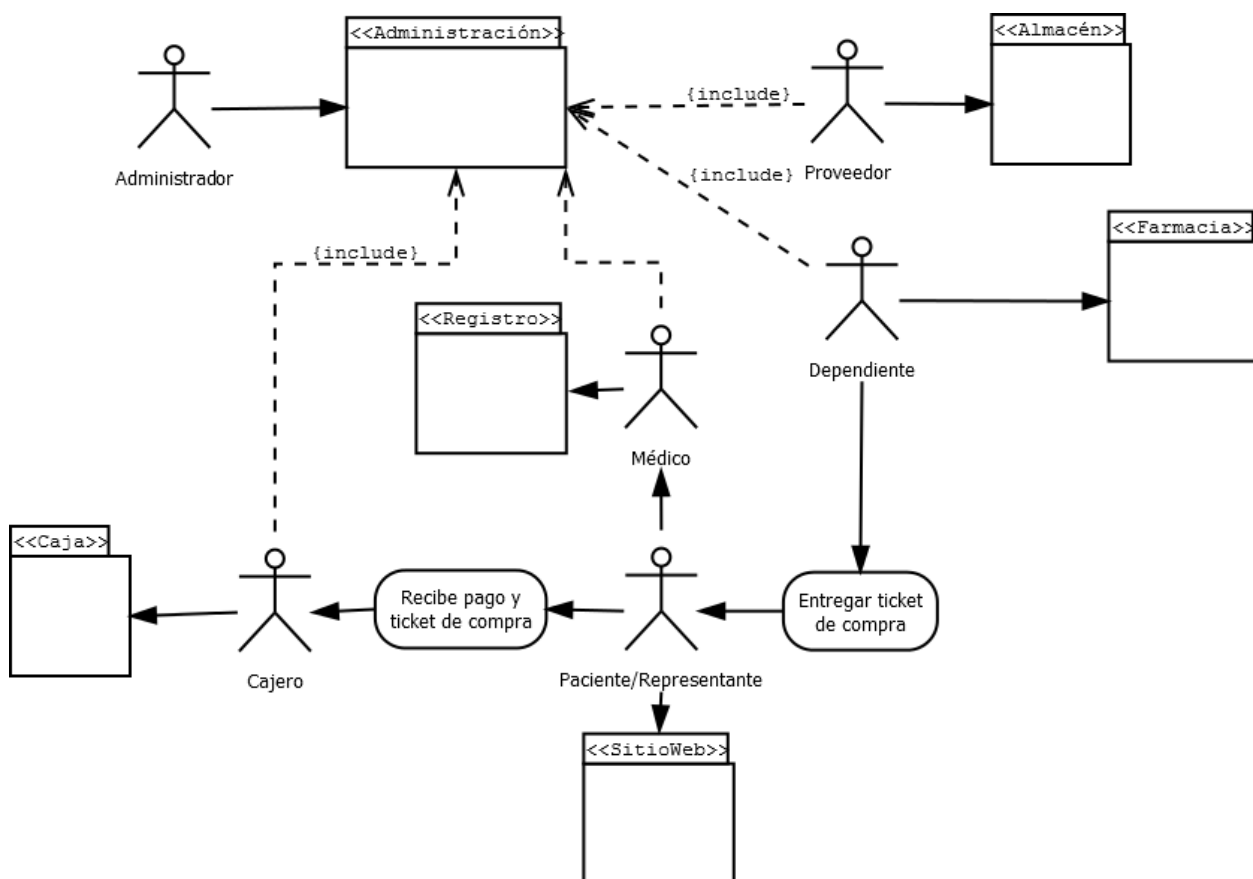 <<Administración>>
<<Almacén>>
{include}
Administrador
Proveedor
{include}
<<Farmacia>>
{include}
<<Registro>>
Dependiente
Médico
<<Caja>>
Recibe pago y
ticket de compra
Entregar ticket
de compra
Cajero
Paciente/Representante
<<SitioWeb>>